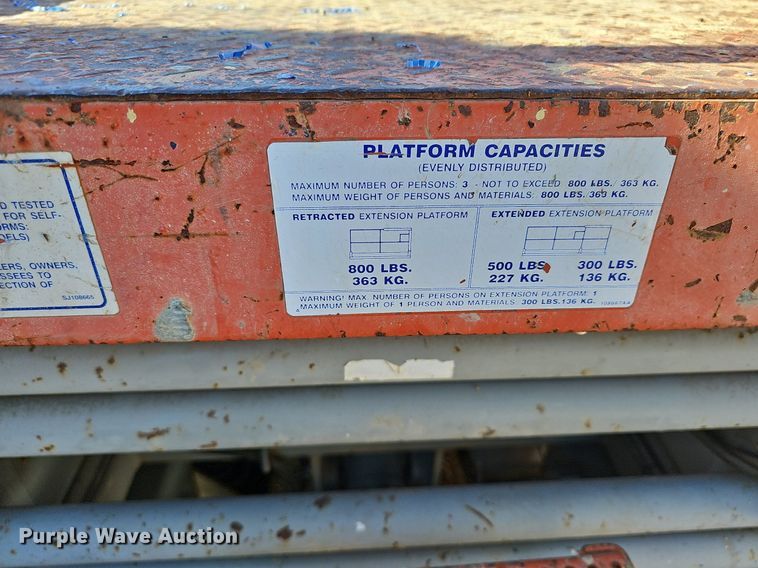 D TESTED
FOR SELF-
ORMS:
DELS)
ERS, OWNERS,
SSEES TO
ECTION OF
SJ108665
PLATFORM CAPACITIES
(EVENLY DISTRIBUTED)
MAXIMUM NUMBER OF PERSONS: 3 - NOT TO EXCEED 800 LBS. 363 KG.
MAXIMUM WEIGHT OF PERSONS AND MATERIALS: 800 LBS. 363 KG.
RETRACTED EXTENSION PLATFORM
800 LBS.
363 KG.
EXTENDED EXTENSION PLATFORM
500 LBS. 300 LBS.
227 KG. 136 KG.
WARNING! MAX. NUMBER OF PERSONS ON EXTENSION PLATFORM: 1
MAXIMUM WEIGHT OF 1 PERSON AND MATERIALS: 300 LBS. 136 KG.
Purple Wave Auction